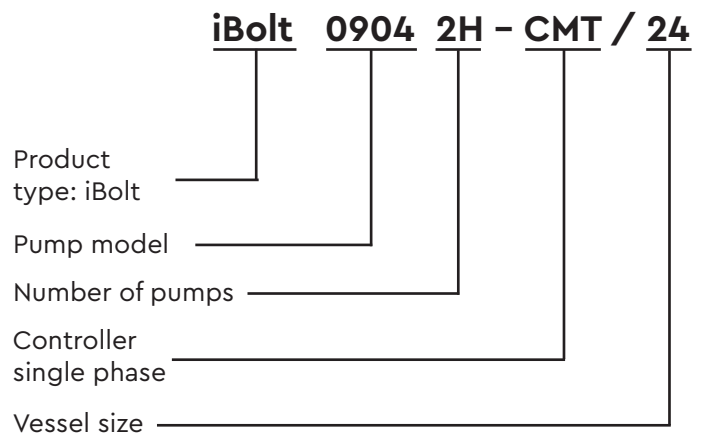 iBolt 0904 2H – CMT / 24
Product
type: iBolt
Pump model
Number of pumps
Controller
single phase
Vessel size